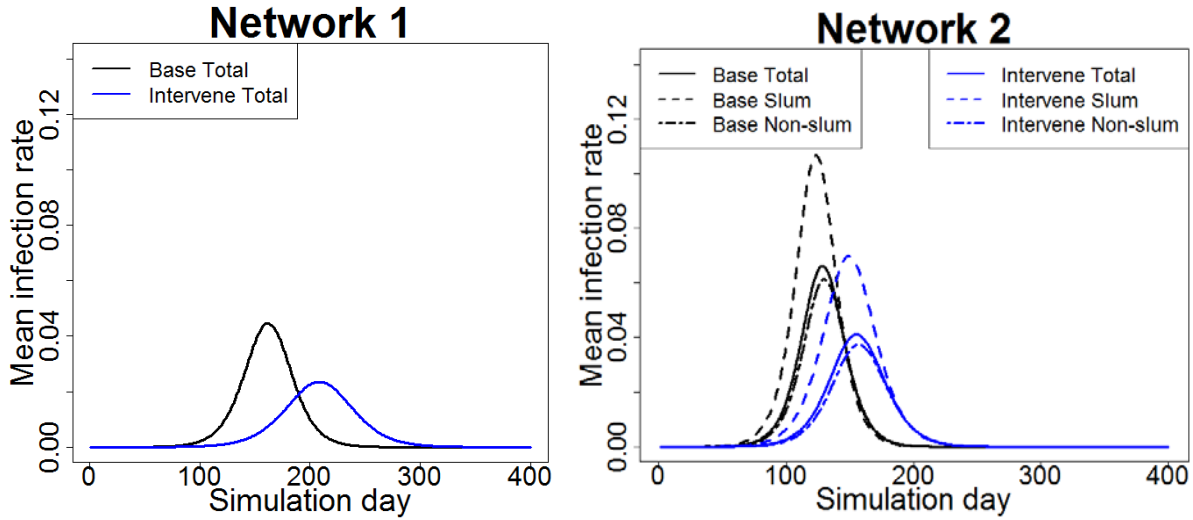 Network 1
Base Total
Intervene Total
Mean infection rate
0.00
0.04
0.08
0.12
0
100
200
300
400
Simulation day
Network 2
Base Total
Base Slum
Base Non-slum
Intervene Total
Intervene Slum
Intervene Non-slum
Mean infection rate
0.00
0.04
0.08
0.12
0
100
200
300
400
Simulation day